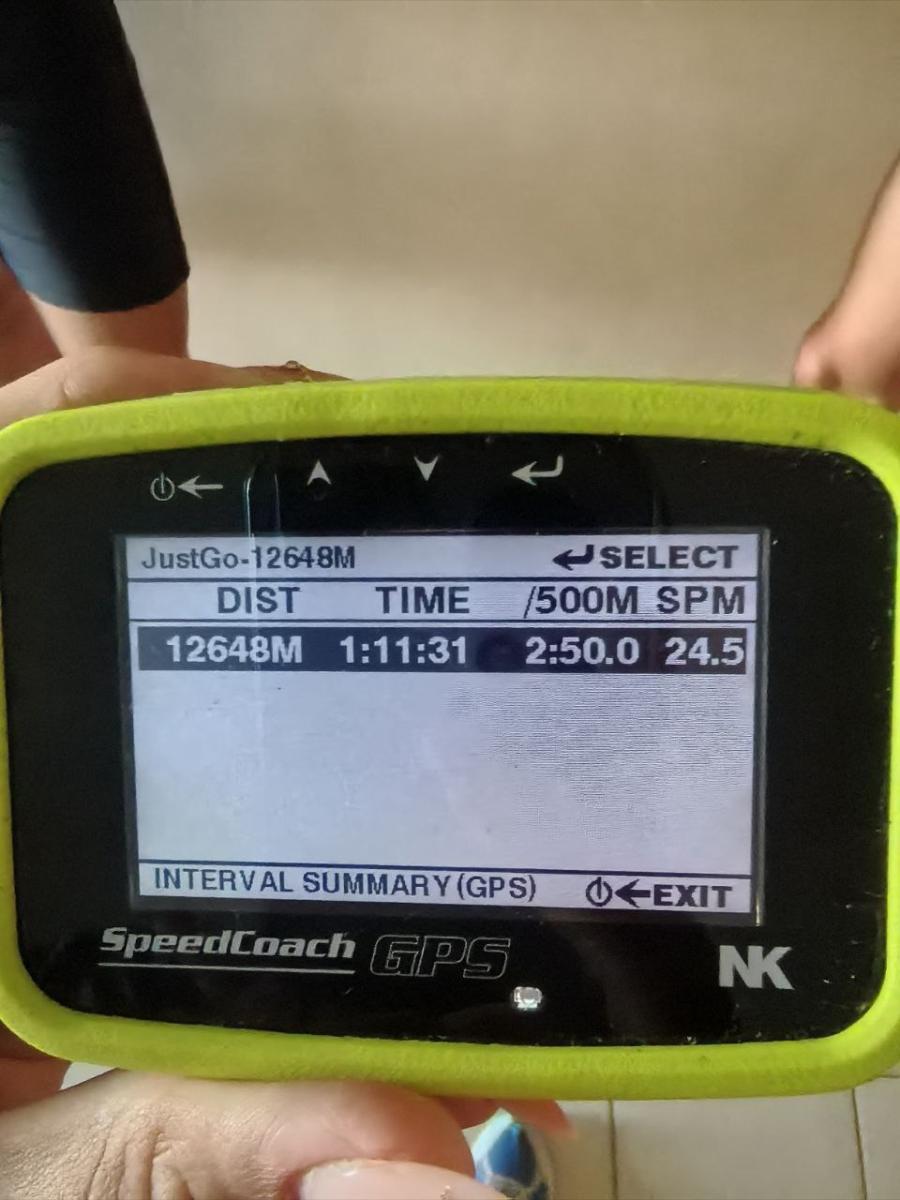 JustGo-12648M SELECT
DIST TIME /500M SPM
12648M 1:11:31 2:50.0 24.5
INTERVAL SUMMARY (GPS) EXIT
SpeedCoach GPS NK